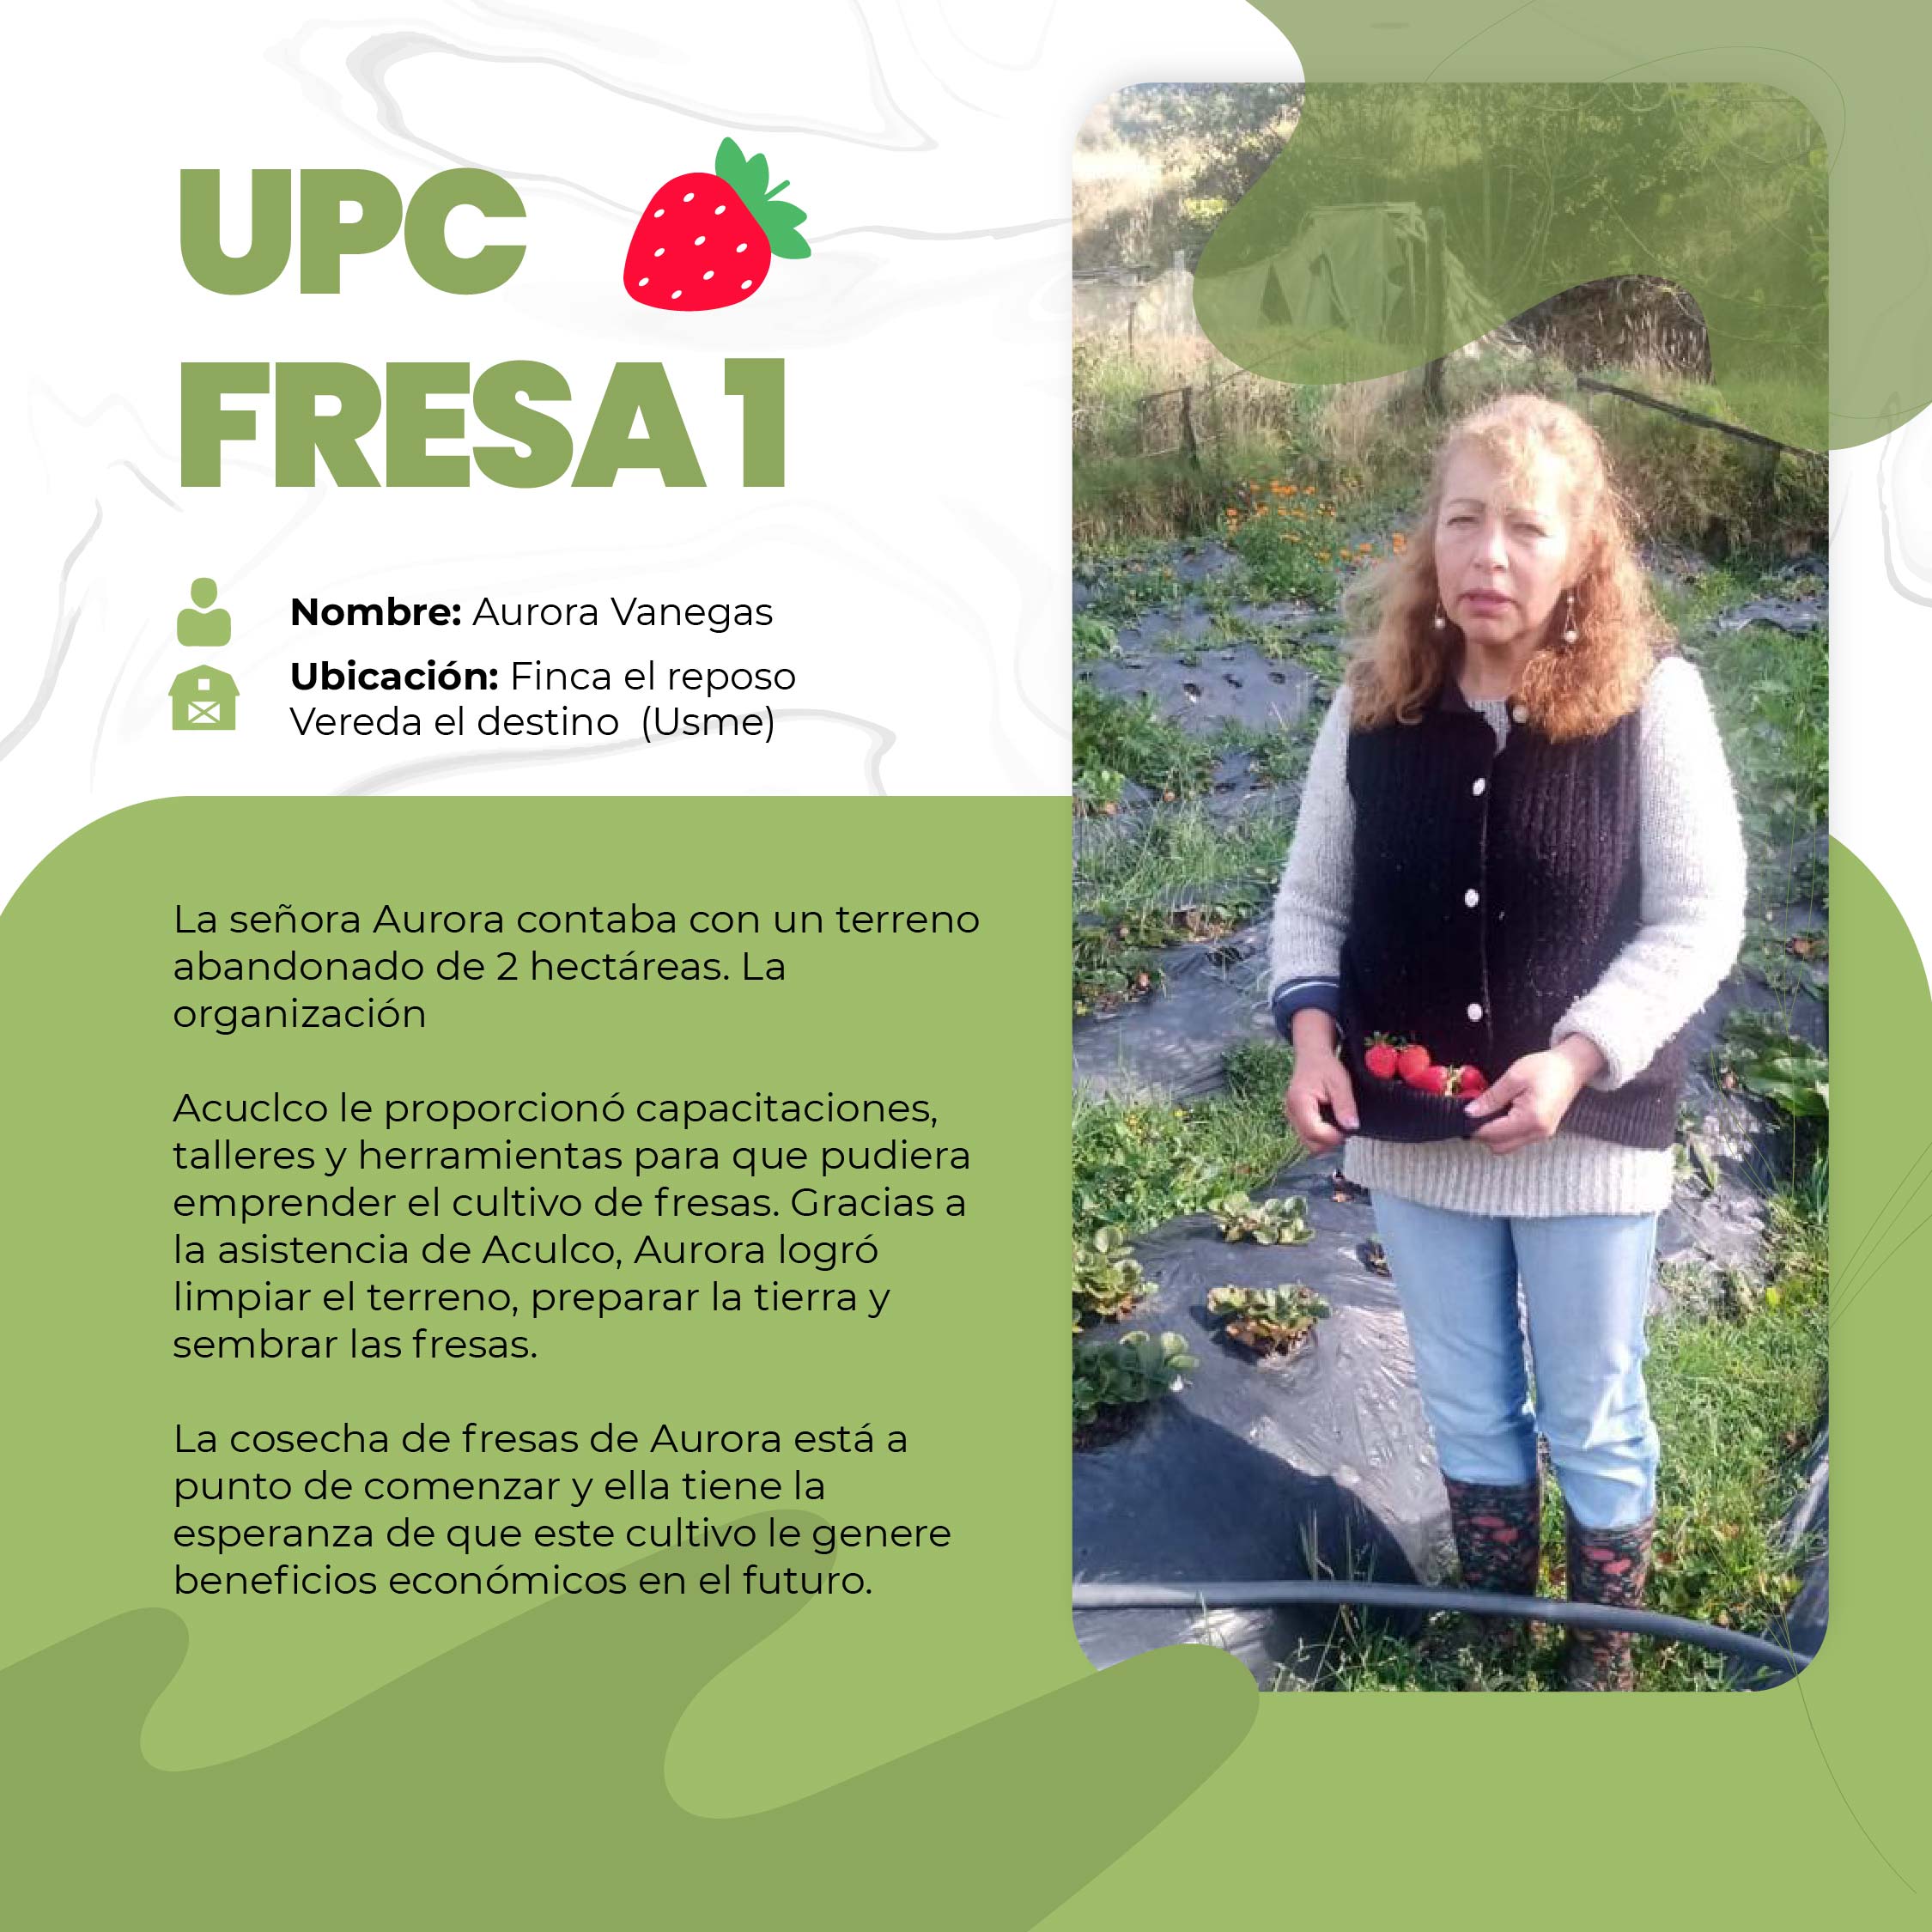 UPC
FRESA 1
Nombre: Aurora Vanegas
Ubicación: Finca el reposo
Vereda el destino (Usme)
La señora Aurora contaba con un terreno
abandonado de 2 hectáreas. La
organización
Acuclco le proporcionó capacitaciones,
talleres y herramientas para que pudiera
emprender el cultivo de fresas. Gracias a
la asistencia de Aculco, Aurora logró
limpiar el terreno, preparar la tierra y
sembrar las fresas.
La cosecha de fresas de Aurora está a
punto de comenzar y ella tiene la
esperanza de que este cultivo le genere
beneficios económicos en el futuro.